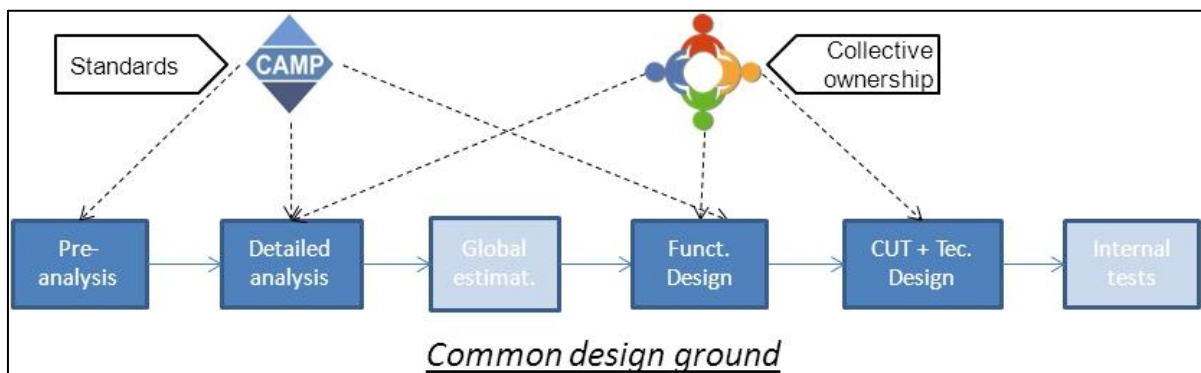 Standards
CAMP
Collective
ownership
Pre-
analysis
Detailed
analysis
Global
estimat.
Funct.
Design
CUT + Tec.
Design
Internal
tests
Common design ground